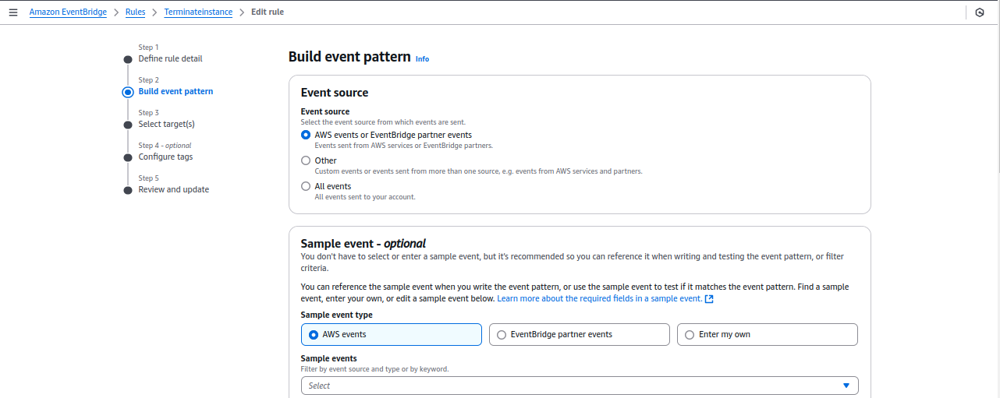 Amazon EventBridge > Rules > Terminateinstance > Edit rule
Step 1
Define rule detail
Step 2
Build event pattern
Step 3
Select target(s)
Step 4 - optional
Configure tags
Step 5
Review and update
Build event pattern Info
Event source
Event source
Select the event source from which events are sent.
AWS events or EventBridge partner events
Events sent from AWS services or EventBridge partners.
Other
Custom events or events sent from more than one source, e.g. events from AWS services and partners.
All events
All events sent to your account.
Sample event - optional
You don't have to select or enter a sample event, but it's recommended so you can reference it when writing and testing the event pattern, or filter
criteria.
You can reference the sample event when you write the event pattern, or use the sample event to test if it matches the event pattern. Find a sample
event, enter your own, or edit a sample event below. Learn more about the required fields in a sample event.
Sample event type
AWS events EventBridge partner events Enter my own
Sample events
Filter by event source and type or by keyword.
Select